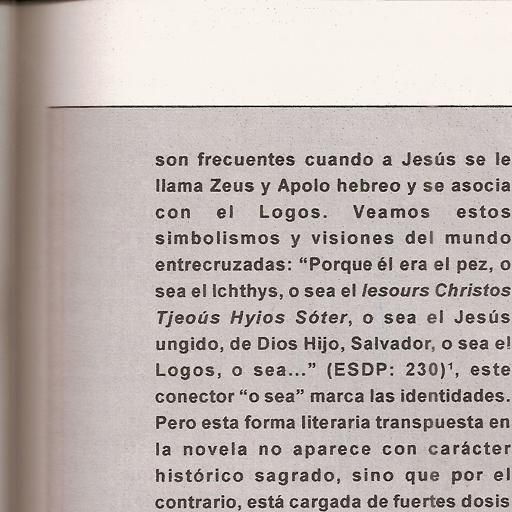 son frecuentes cuando a Jesús se le
llama Zeus y Apolo hebreo y se asocia
con el Logos. Veamos estos
simbolismos y visiones del mundo
entrecruzadas: “Porque él era el pez, o
sea el Ichthys, o sea el Iesours Christos
Tjeoús Hyios Sóter, o sea el Jesús
ungido, de Dios Hijo, Salvador, o sea el
Logos, o sea...” (ESDP: 230)¹, este
conector “o sea” marca las identidades.
Pero esta forma literaria transpuesta en
la novela no aparece con carácter
histórico sagrado, sino que por el
contrario, está cargada de fuertes dosis